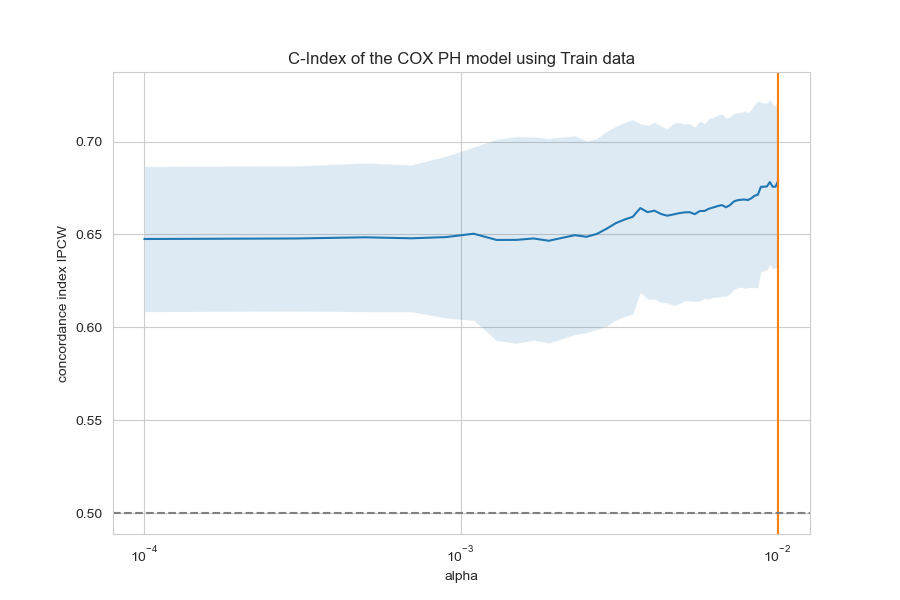 C-Index of the COX PH model using Train data
concordance index IPCW
0.70
0.65
0.60
0.55
0.50
10⁻⁴
10⁻³
10⁻²
alpha